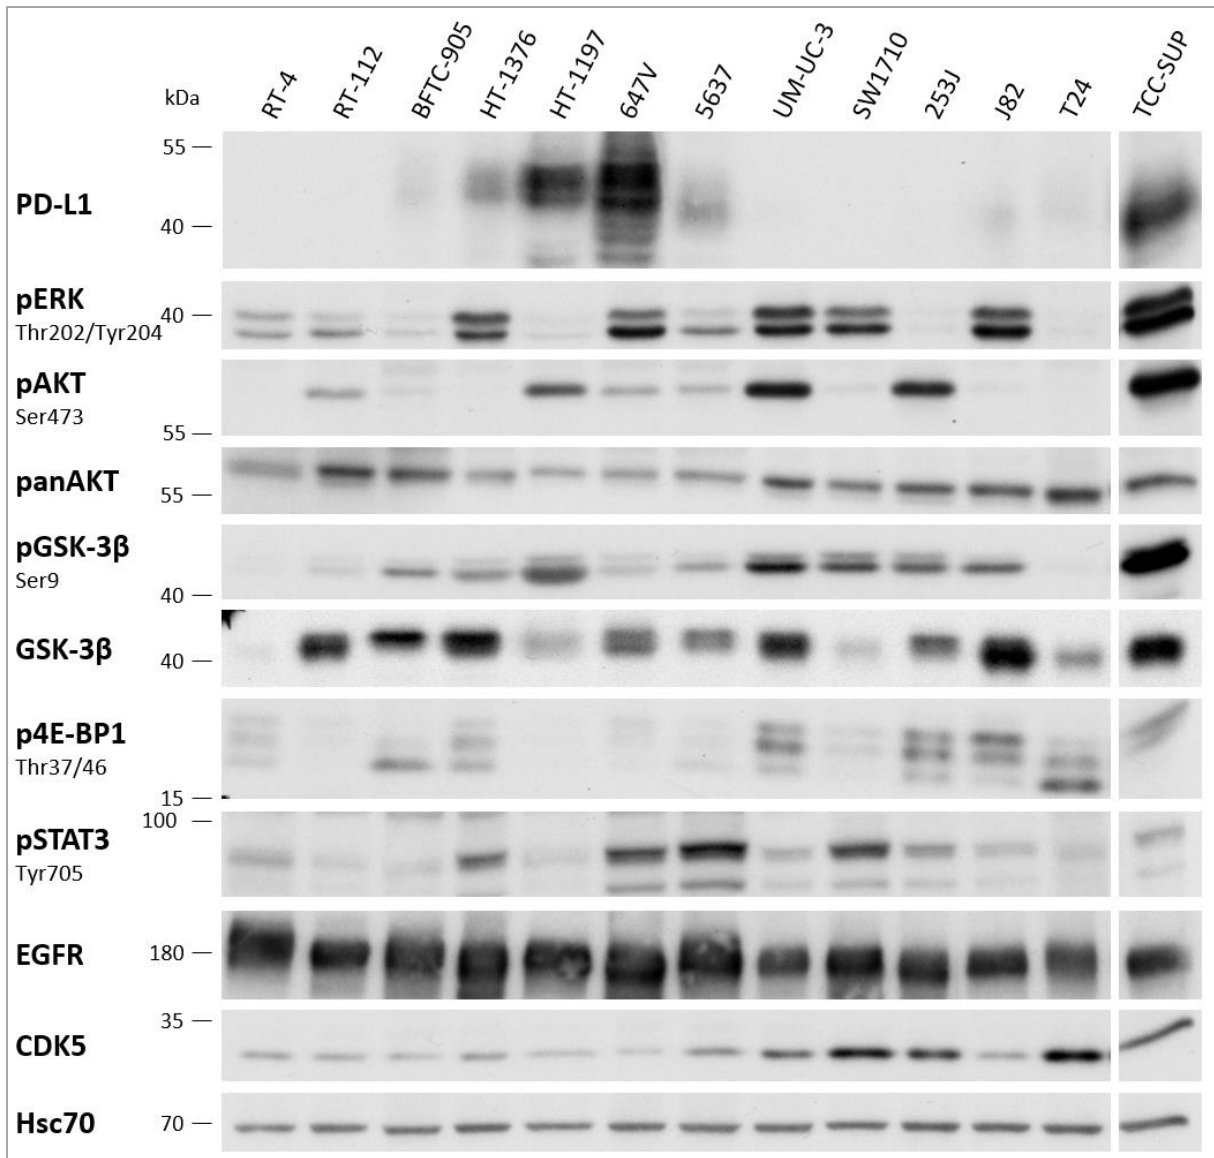 kDa
RT-4
RT-112
BFTC-905
HT-1376
HT-1197
647V
5637
UM-UC-3
SW1710
253J
J82
T24
TCC-SUP
55
PD-L1
40
pERK
40
Thr202/Tyr204
pAKT
Ser473
55
panAKT
55
pGSK-3β
Ser9
40
GSK-3β
40
p4E-BP1
Thr37/46
15
100
pSTAT3
Tyr705
EGFR
180
35
CDK5
Hsc70
70